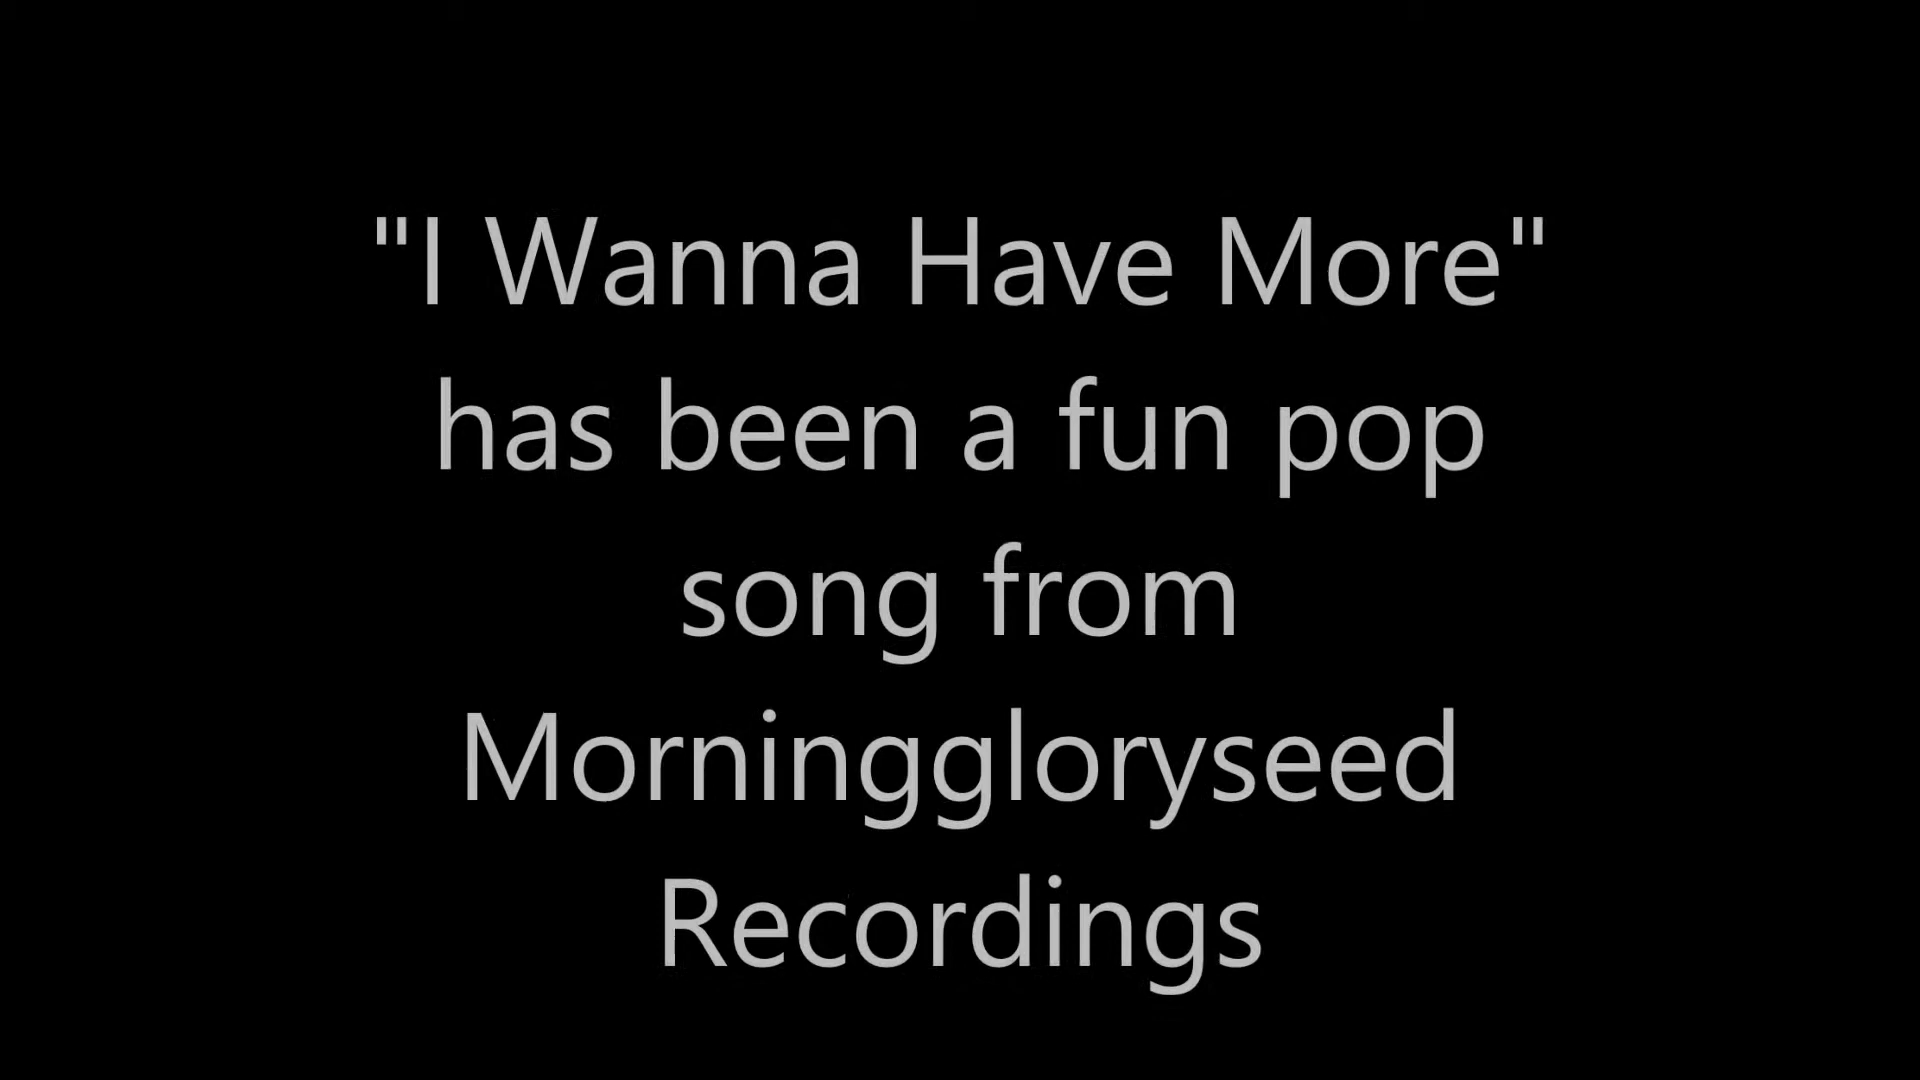 "I Wanna Have More"
has been a fun pop
song from
Morninggloryseed
Recordings